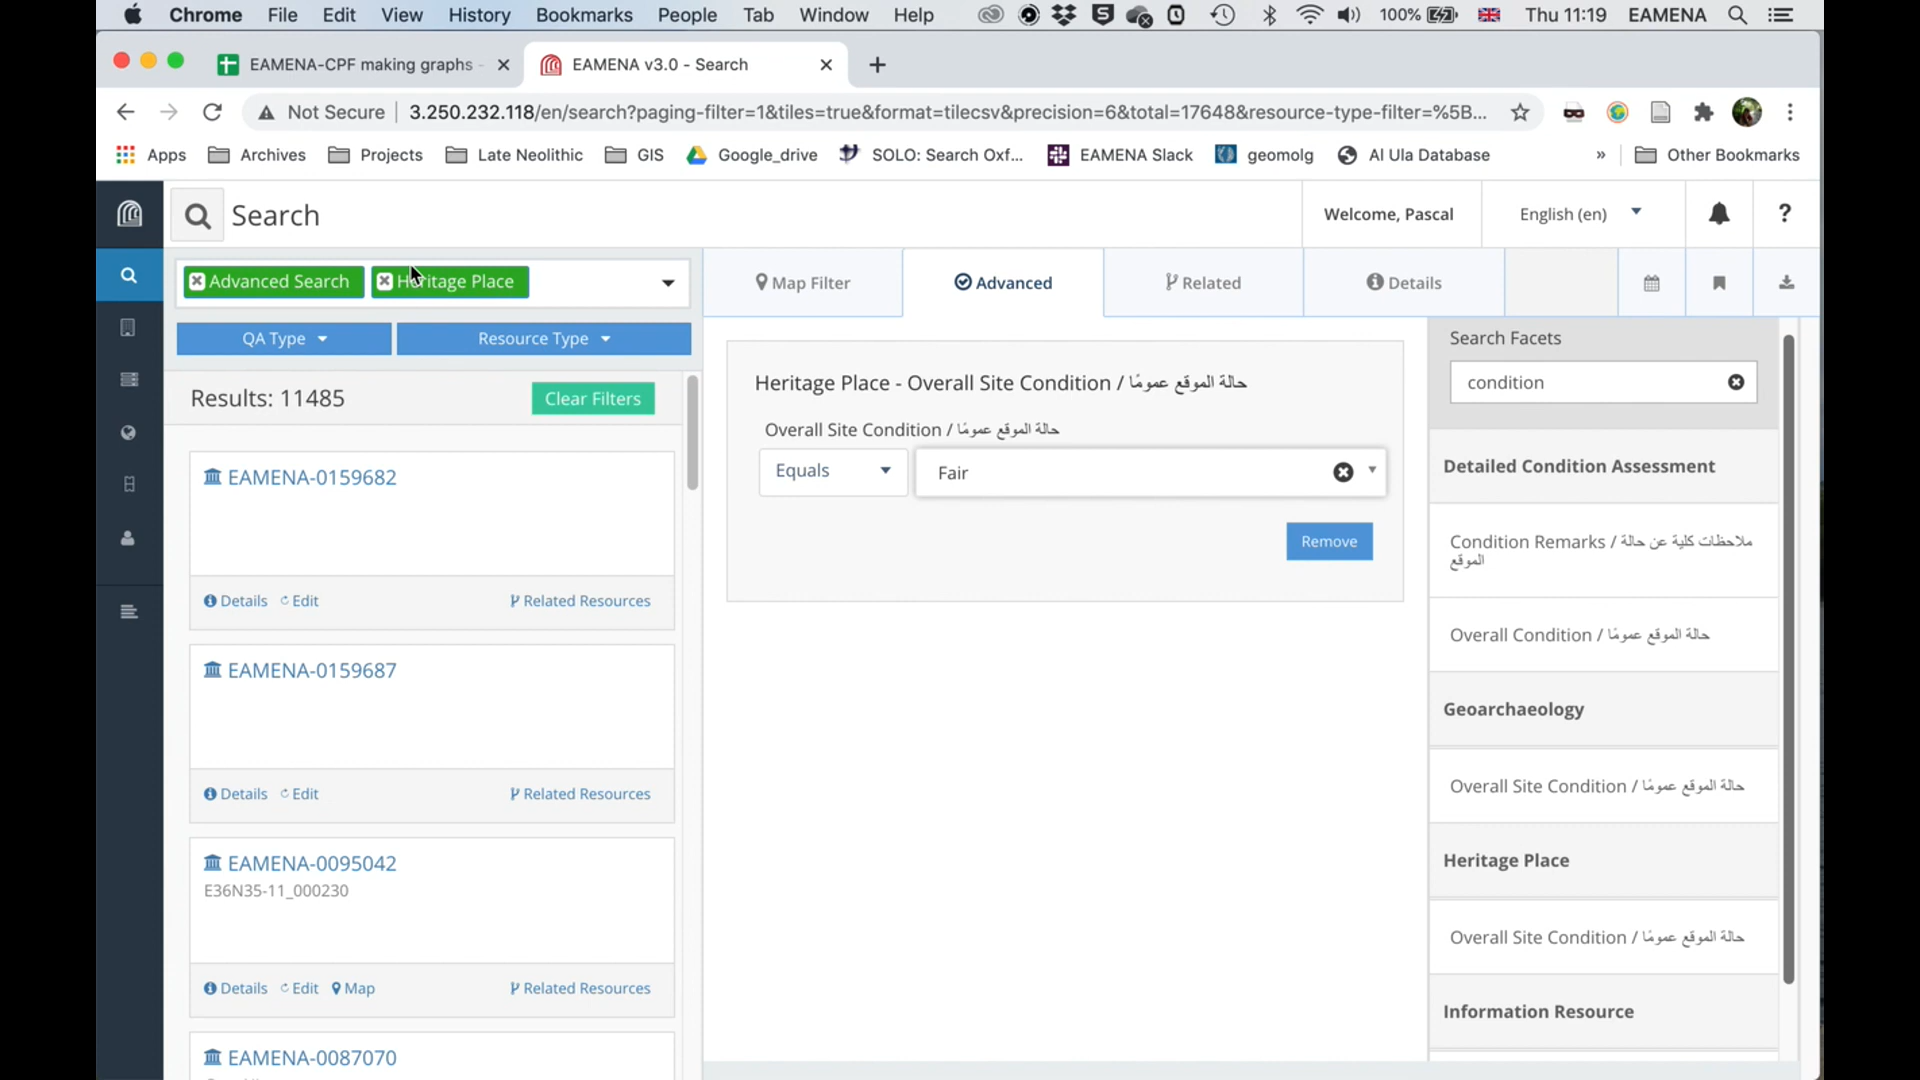 Chrome File Edit View History Bookmarks People Tab Window Help 100% Thu 11:19 EAMENA
EAMENA-CPF making graphs -
EAMENA v3.0 - Search
Not Secure 3.250.232.118/en/search?paging-filter=1&tiles=true&format=tilecsv&precision=6&total=17648&resource-type-filter=%5B...
Apps Archives Projects Late Neolithic GIS Google_drive SOLO: Search Oxf... EAMENA Slack geomolg Al Ula Database » Other Bookmarks
Search
Welcome, Pascal
English (en)
?
Advanced Search Heritage Place
Map Filter Advanced Related Details
QA Type Resource Type
Results: 11485 Clear Filters
EAMENA-0159682
Details Edit Related Resources
EAMENA-0159687
Details Edit Related Resources
EAMENA-0095042
E36N35-11_000230
Details Edit Map Related Resources
EAMENA-0087070
Heritage Place - Overall Site Condition / حالة الموقع عمومًا
Overall Site Condition / حالة الموقع عمومًا
Equals Fair
Remove
Search Facets
condition
Detailed Condition Assessment
Condition Remarks / ملاحظات كلية عن حالة
الموقع
Overall Condition / حالة الموقع عمومًا
Geoarchaeology
Overall Site Condition / حالة الموقع عمومًا
Heritage Place
Overall Site Condition / حالة الموقع عمومًا
Information Resource